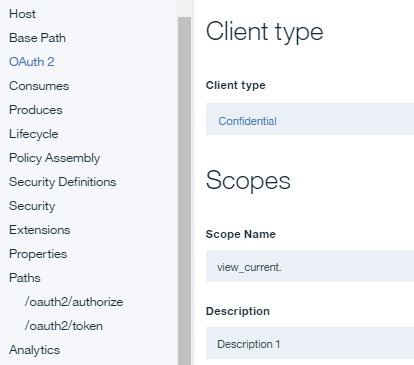 Host
Base Path
OAuth 2
Consumes
Produces
Lifecycle
Policy Assembly
Security Definitions
Security
Extensions
Properties
Paths
/oauth2/authorize
/oauth2/token
Analytics
Client type
Client type
Confidential
Scopes
Scope Name
view_current.
Description
Description 1